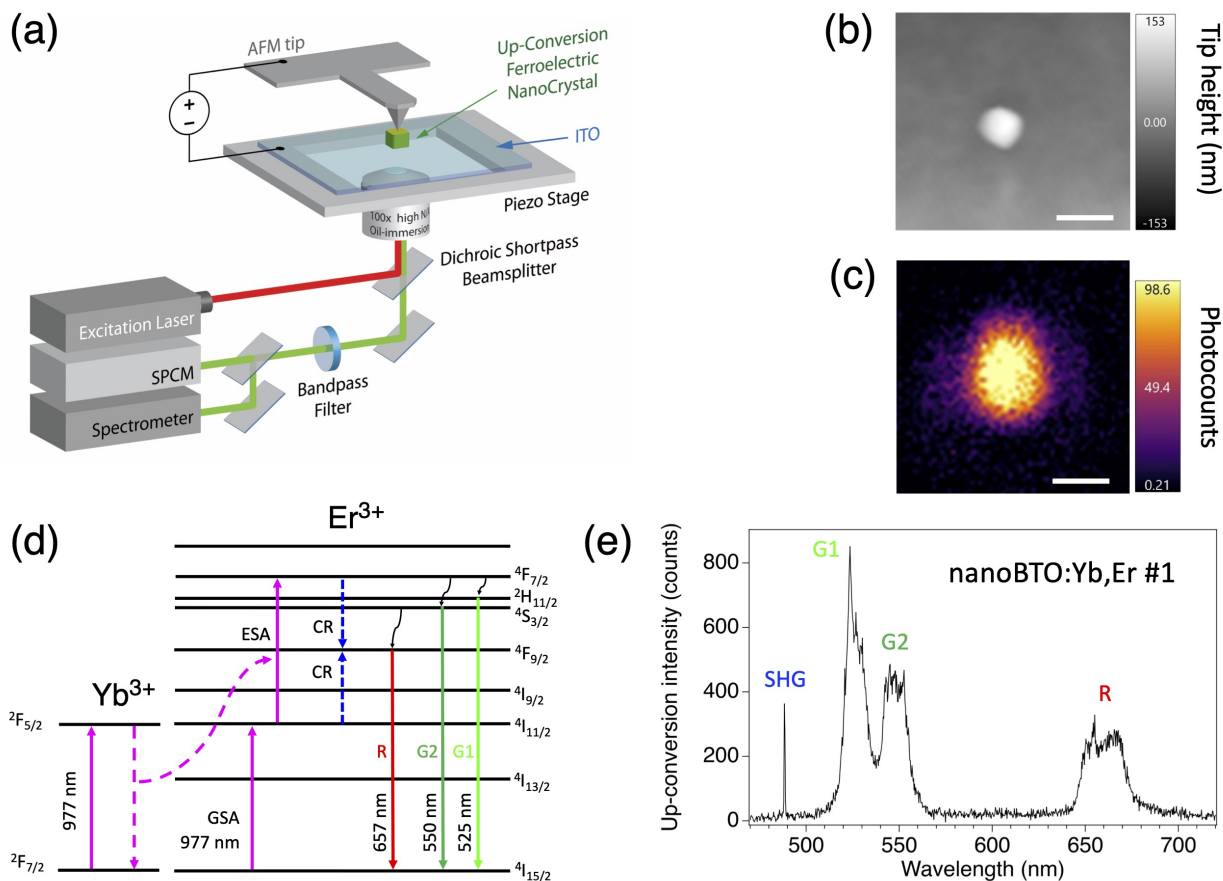 (a)
AFM tip
Up-Conversion
Ferroelectric
NanoCrystal
+
−
ITO
Piezo Stage
100x high N/A
Oil-immersion
Dichroic Shortpass
Beamsplitter
Excitation Laser
SPCM
Spectrometer
Bandpass
Filter
(b)
153
0.00
-153
Tip height (nm)
(c)
98.6
49.4
0.21
Photocounts
(d)
Er³⁺
Yb³⁺
⁴F₇/₂
²H₁₁/₂
⁴S₃/₂
⁴F₉/₂
⁴I₉/₂
⁴I₁₁/₂
⁴I₁₃/₂
⁴I₁₅/₂
²F₅/₂
²F₇/₂
ESA
CR
CR
977 nm
GSA
977 nm
R
G2
G1
657 nm
550 nm
525 nm
(e)
nanoBTO:Yb,Er #1
SHG
G1
G2
R
Up-conversion intensity (counts)
800
600
400
200
0
500
550
600
650
700
Wavelength (nm)